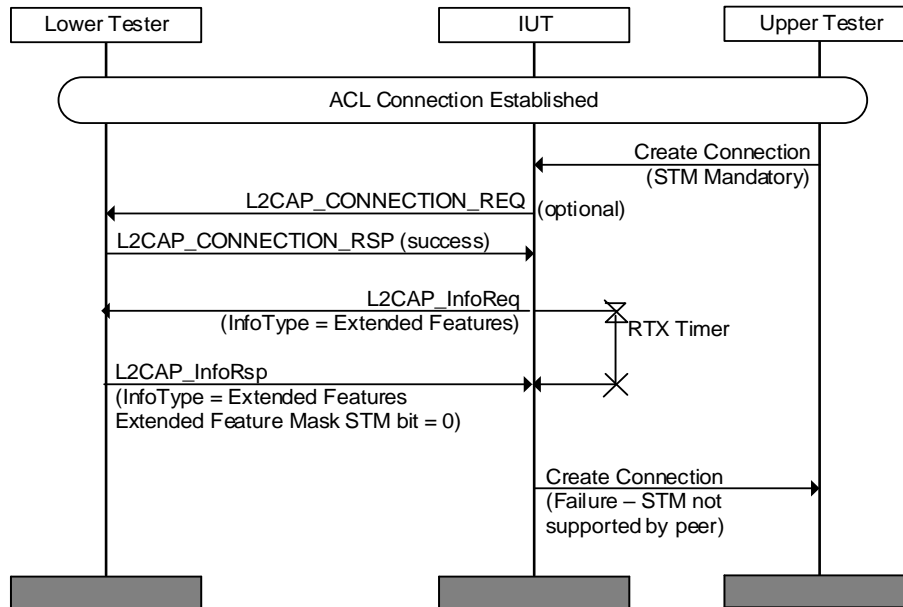 Lower Tester
IUT
Upper Tester
ACL Connection Established
Create Connection
(STM Mandatory)
L2CAP_CONNECTION_REQ
(optional)
L2CAP_CONNECTION_RSP (success)
L2CAP_InfoReq
(InfoType = Extended Features)
RTX Timer
L2CAP_InfoRsp
(InfoType = Extended Features
Extended Feature Mask STM bit = 0)
Create Connection
(Failure – STM not
supported by peer)